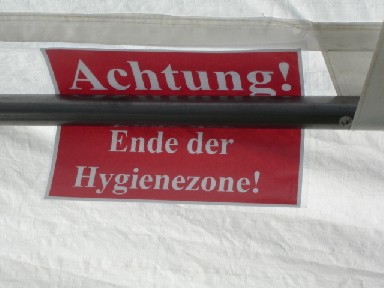 Achtung!
Ende der
Hygienezone!